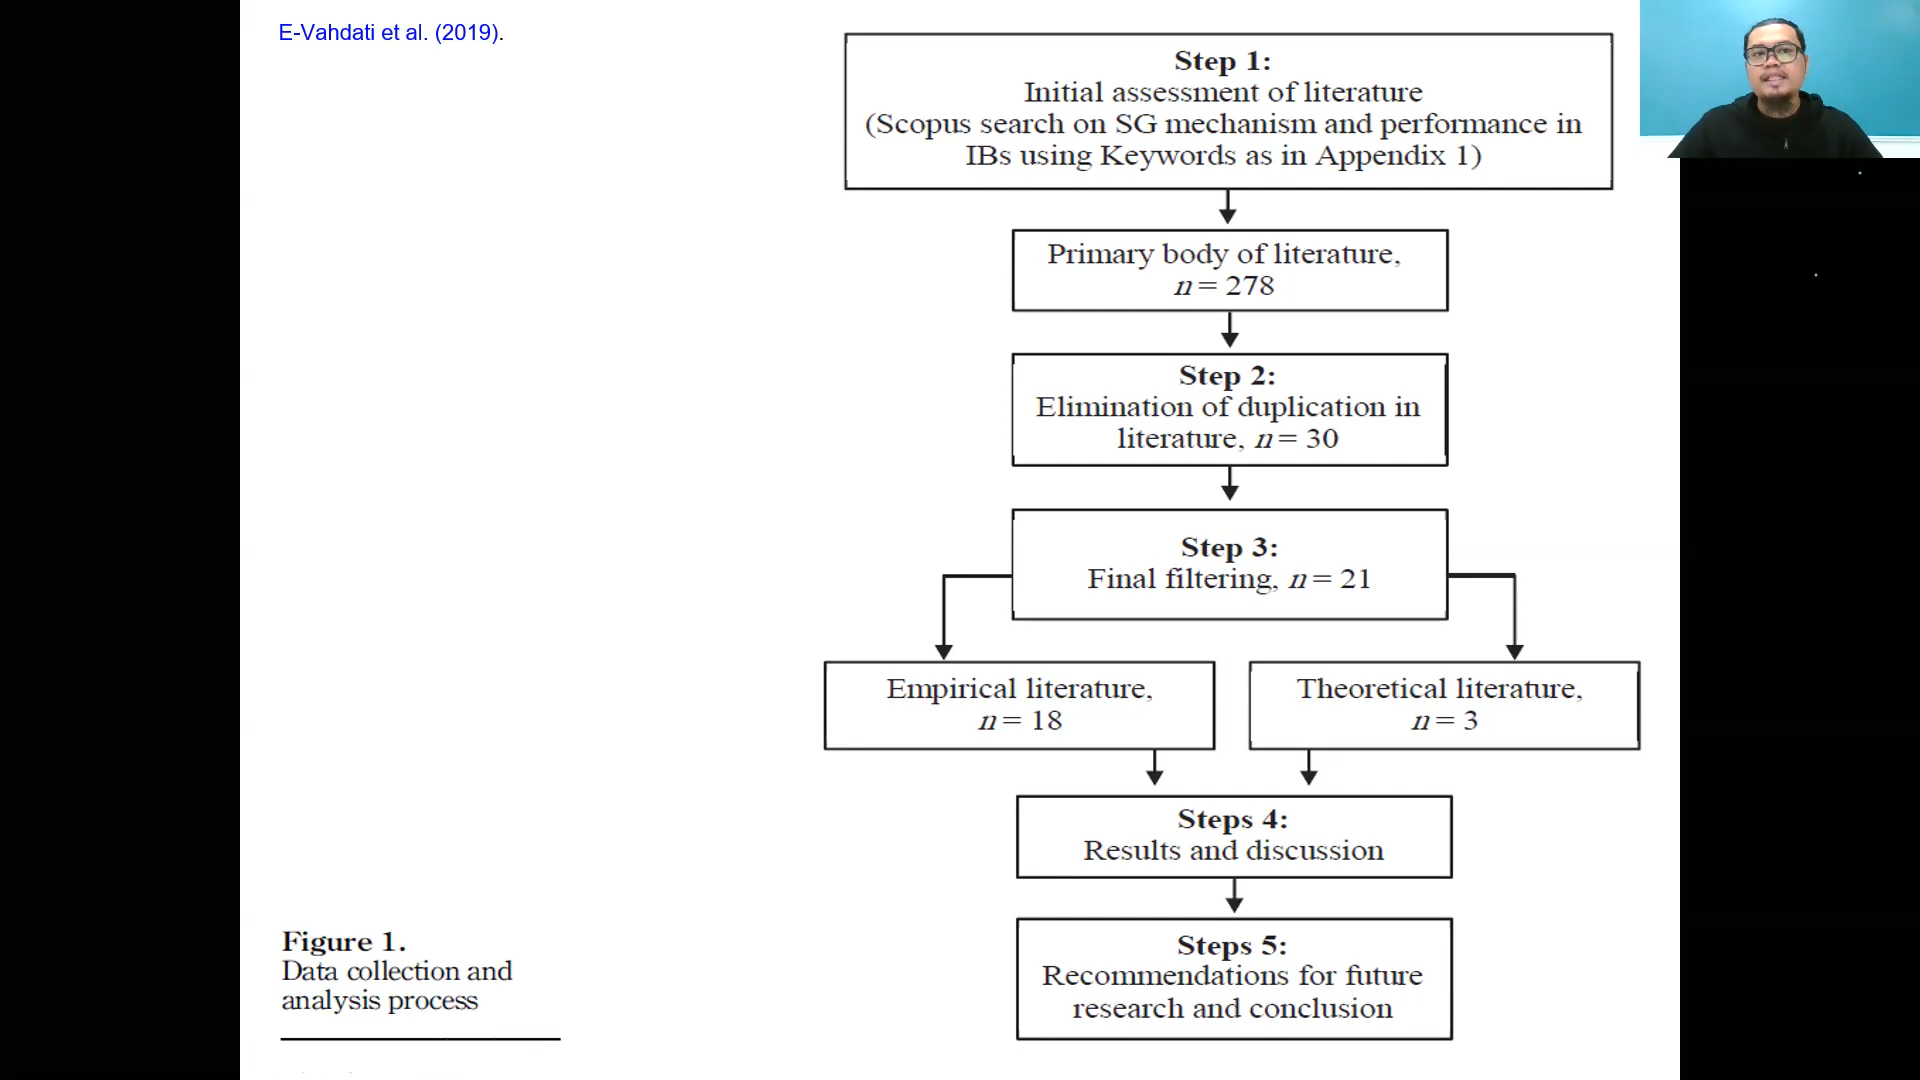 E-Vahdati et al. (2019).
Step 1:
Initial assessment of literature
(Scopus search on SG mechanism and performance in
IBs using Keywords as in Appendix 1)
Primary body of literature,
n = 278
Step 2:
Elimination of duplication in
literature, n = 30
Step 3:
Final filtering, n = 21
Empirical literature,
n = 18
Theoretical literature,
n = 3
Steps 4:
Results and discussion
Steps 5:
Recommendations for future
research and conclusion
Figure 1.
Data collection and
analysis process